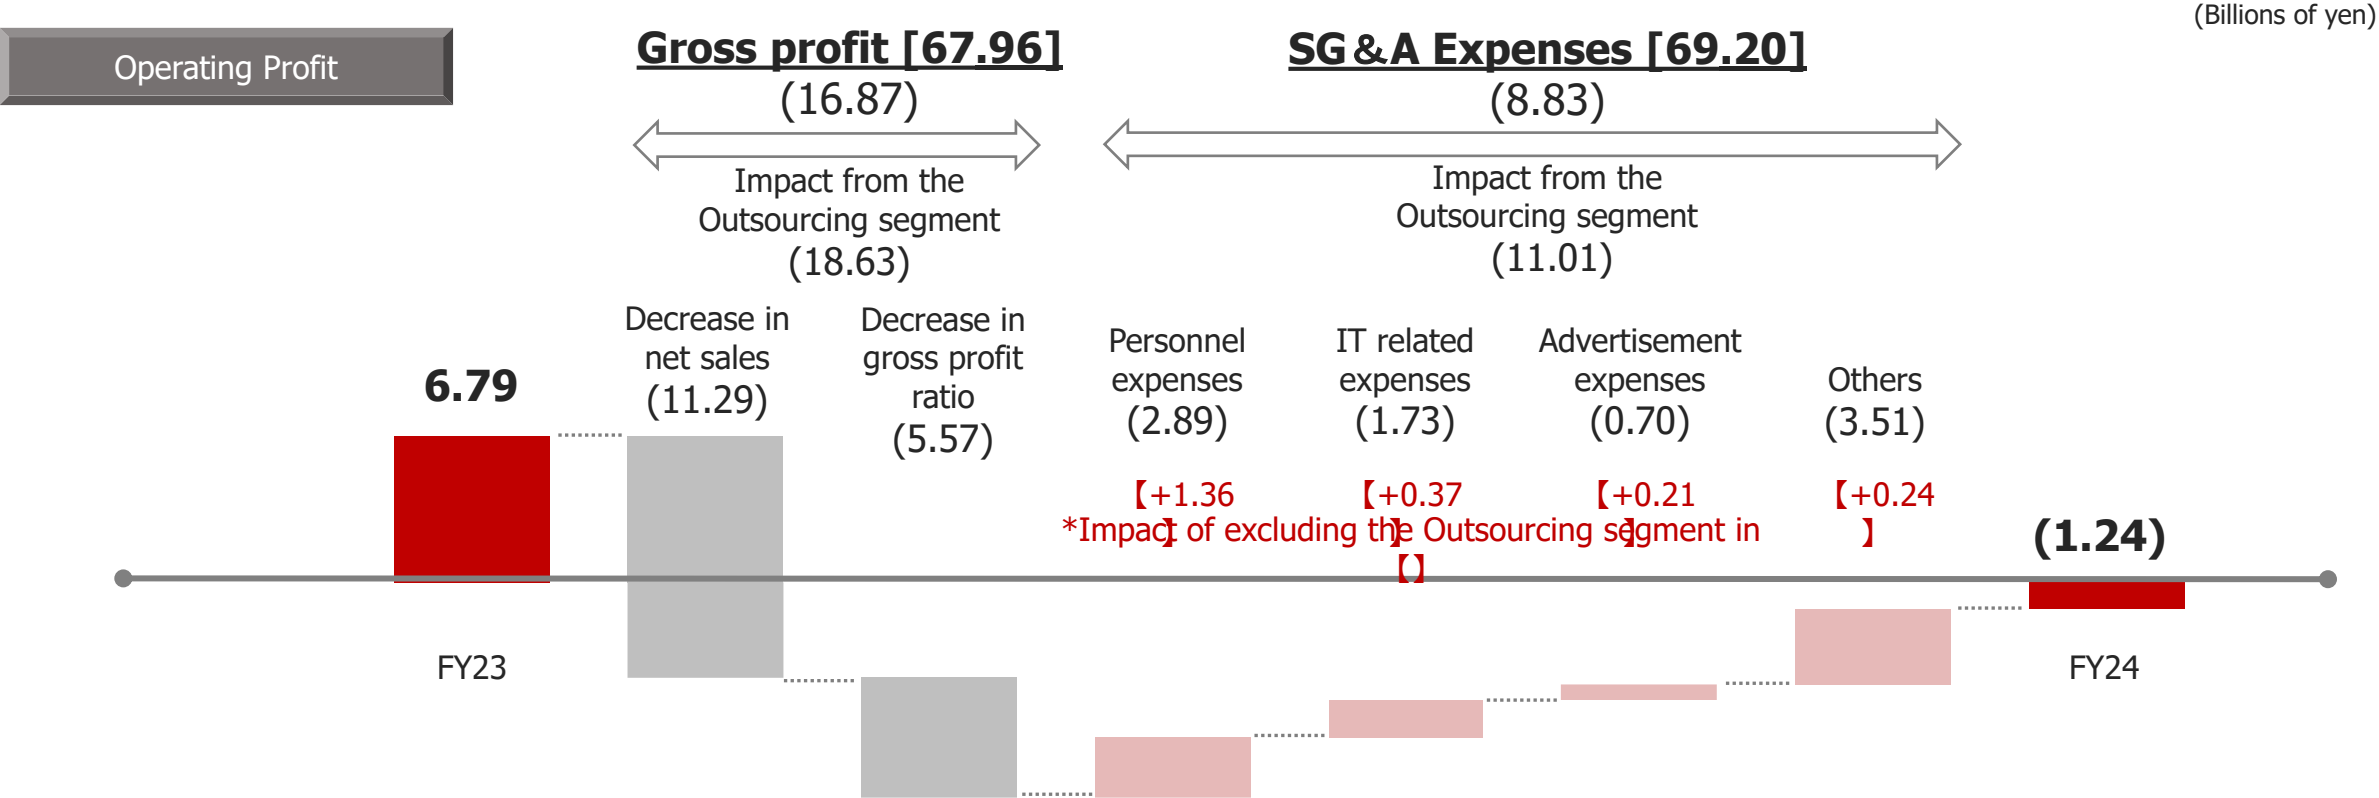 (Billions of yen)
Operating Profit
Gross profit [67.96]
(16.87)
Impact from the
Outsourcing segment
(18.63)
SG&A Expenses [69.20]
(8.83)
Impact from the
Outsourcing segment
(11.01)
6.79
Decrease in
net sales
(11.29)
Decrease in
gross profit
ratio
(5.57)
Personnel
expenses
(2.89)
IT related
expenses
(1.73)
Advertisement
expenses
(0.70)
Others
(3.51)
【+1.36
】
【+0.37
】
【+0.21
】
【+0.24
】
*Impact of excluding the Outsourcing segment in
【】
(1.24)
FY23
FY24